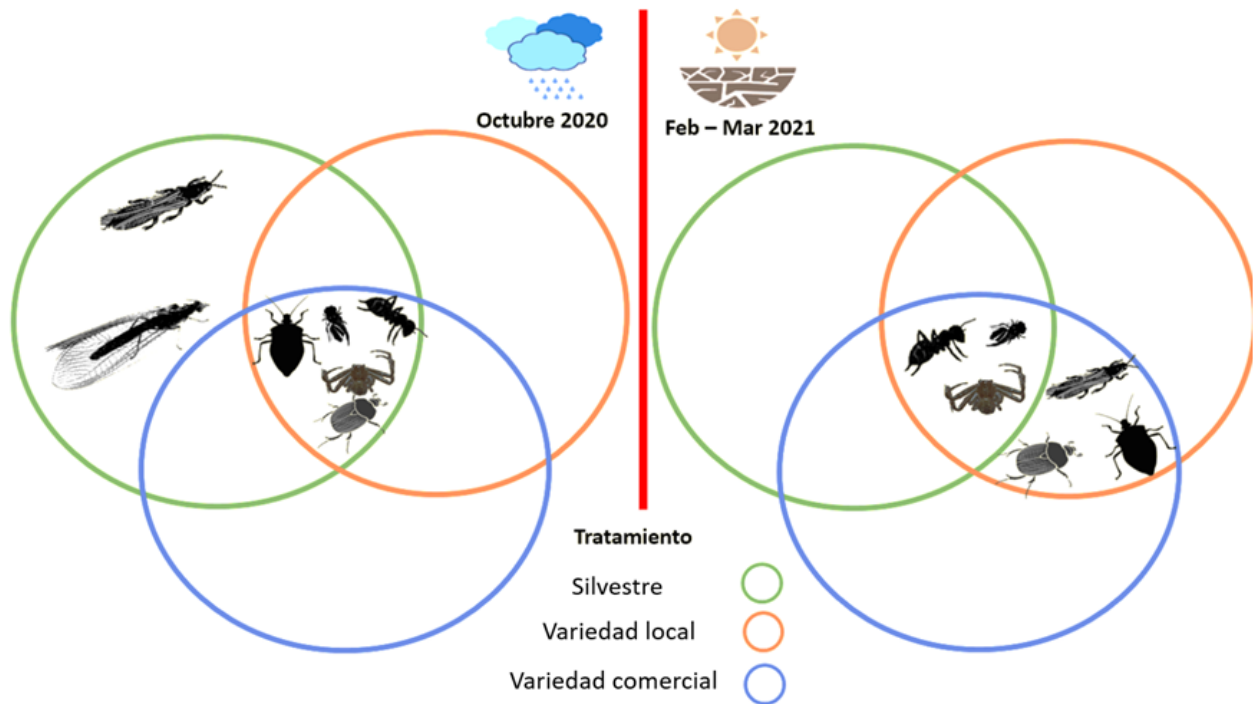 Octubre 2020
Feb – Mar 2021
Tratamiento
Silvestre
Variedad local
Variedad comercial